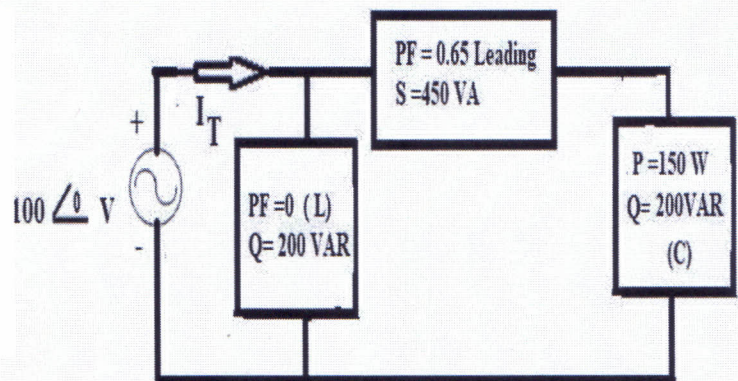 PF = 0.65 Leading
S =450 VA
+
I T
100 ∠0 V
-
PF =0 ( L )
Q= 200 VAR
P =150 W
Q= 200VAR
(C)